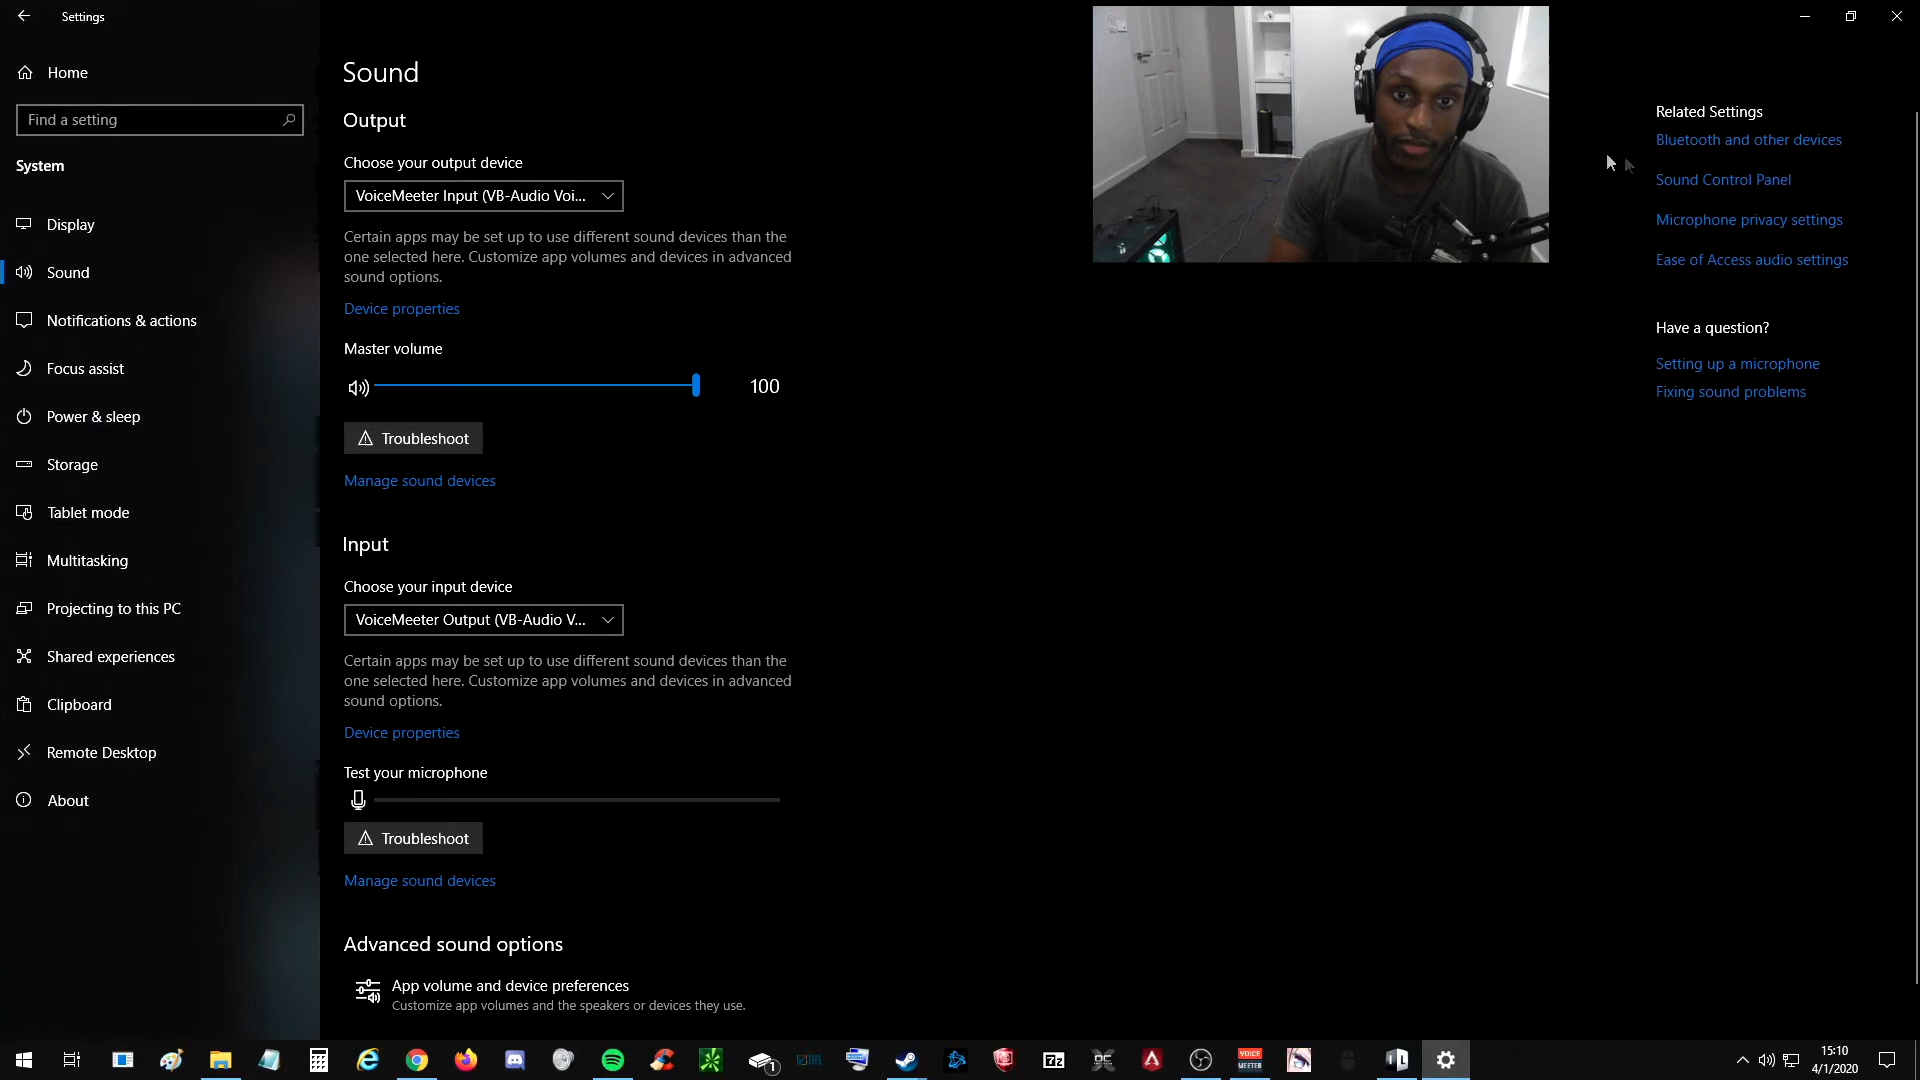 Settings
Home
Find a setting
System
Display
Sound
Notifications & actions
Focus assist
Power & sleep
Storage
Tablet mode
Multitasking
Projecting to this PC
Shared experiences
Clipboard
Remote Desktop
About
Sound
Output
Choose your output device
VoiceMeeter Input (VB-Audio Voi...
Certain apps may be set up to use different sound devices than the
one selected here. Customize app volumes and devices in advanced
sound options.
Device properties
Master volume
100
Troubleshoot
Manage sound devices
Input
Choose your input device
VoiceMeeter Output (VB-Audio V...
Certain apps may be set up to use different sound devices than the
one selected here. Customize app volumes and devices in advanced
sound options.
Device properties
Test your microphone
Troubleshoot
Manage sound devices
Advanced sound options
App volume and device preferences
Customize app volumes and the speakers or devices they use.
Related Settings
Bluetooth and other devices
Sound Control Panel
Microphone privacy settings
Ease of Access audio settings
Have a question?
Setting up a microphone
Fixing sound problems
1
7z
VOICE
MEETER
15:10
4/1/2020